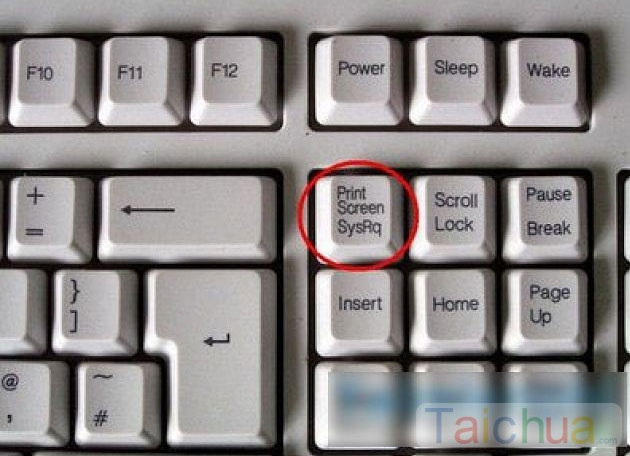 F10
F11
F12
Power
Sleep
Wake
+
=
Print
Screen
SysRq
Scroll
Lock
Pause
Break
}
]
Insert
Home
Page
Up
@
'
~
#
Taichua.com